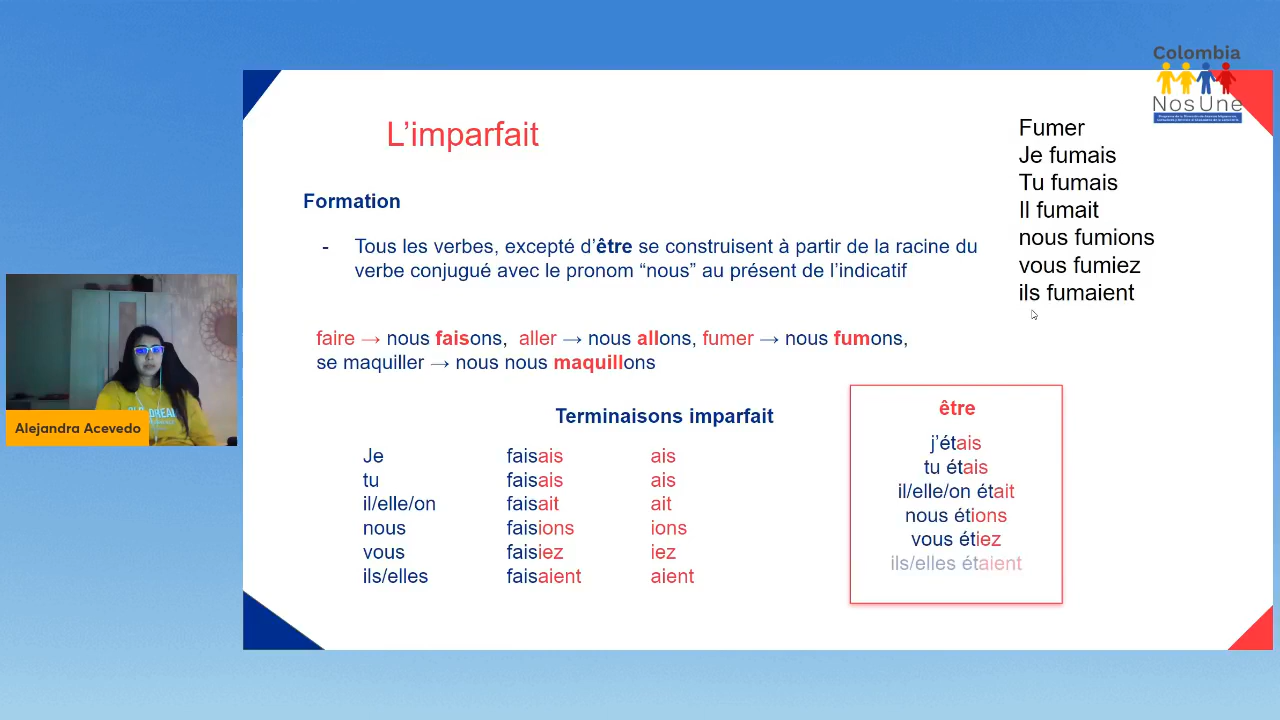 Colombia
NosUne
L'imparfait
Fumer
Je fumais
Tu fumais
Il fumait
nous fumions
vous fumiez
ils fumaient
Formation
- Tous les verbes, excepté d'être se construisent à partir de la racine du
verbe conjugué avec le pronom “nous” au présent de l'indicatif
faire → nous faisons, aller → nous allons, fumer → nous fumons,
se maquiller → nous nous maquillons
Terminaisons imparfait
Je faisais ais
tu faisais ais
il/elle/on faisait ait
nous faisions ions
vous faisiez iez
ils/elles faisaient aient
être
j'étais
tu étais
il/elle/on était
nous étions
vous étiez
ils/elles étaient
Alejandra Acevedo